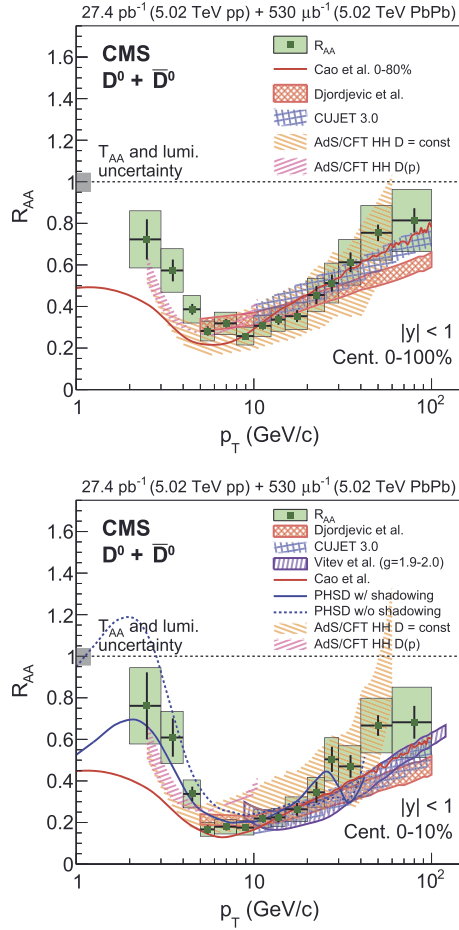 27.4 pb⁻¹ (5.02 TeV pp) + 530 μb⁻¹ (5.02 TeV PbPb)
CMS
D⁰ + D̅⁰
R_AA
Cao et al. 0-80%
Djordjevic et al.
CUJET 3.0
AdS/CFT HH D = const
AdS/CFT HH D(p)
T_AA and lumi.
uncertainty
R_AA
1.6
1.4
1.2
1
0.8
0.6
0.4
0.2
0
|y| < 1
Cent. 0-100%
1 10 10²
p_T (GeV/c)
27.4 pb⁻¹ (5.02 TeV pp) + 530 μb⁻¹ (5.02 TeV PbPb)
CMS
D⁰ + D̅⁰
R_AA
Djordjevic et al.
CUJET 3.0
Vitev et al. (g=1.9-2.0)
Cao et al.
PHSD w/ shadowing
PHSD w/o shadowing
AdS/CFT HH D = const
AdS/CFT HH D(p)
T_AA and lumi.
uncertainty
R_AA
1.6
1.4
1.2
1
0.8
0.6
0.4
0.2
0
|y| < 1
Cent. 0-10%
1 10 10²
p_T (GeV/c)